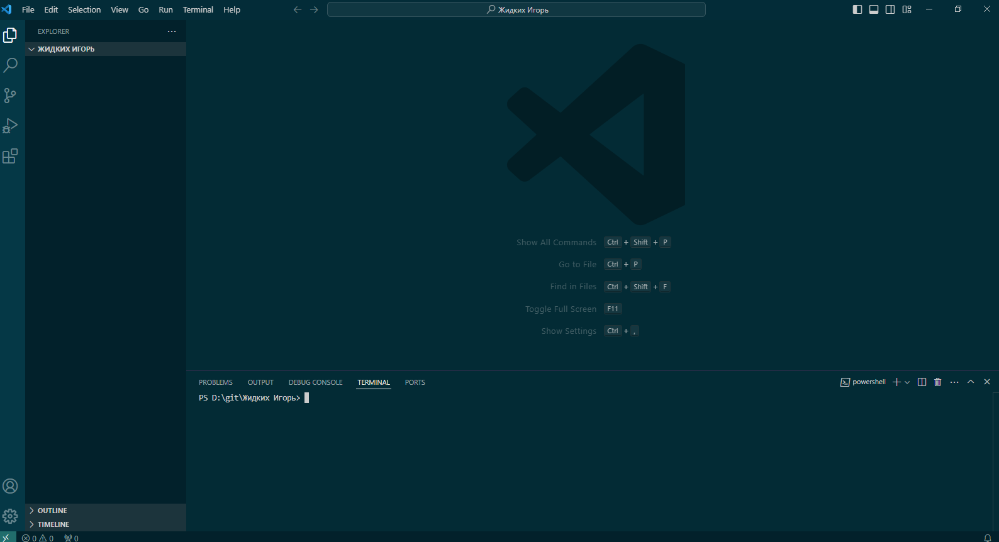 File Edit Selection View Go Run Terminal Help
Жидких Игорь
EXPLORER
ЖИДКИХ ИГОРЬ
Show All Commands Ctrl + Shift + P
Go to File Ctrl + P
Find in Files Ctrl + Shift + F
Toggle Full Screen F11
Show Settings Ctrl + ,
PROBLEMS OUTPUT DEBUG CONSOLE TERMINAL PORTS
powershell
PS D:\git\Жидких Игорь>
OUTLINE
TIMELINE
0 0 0